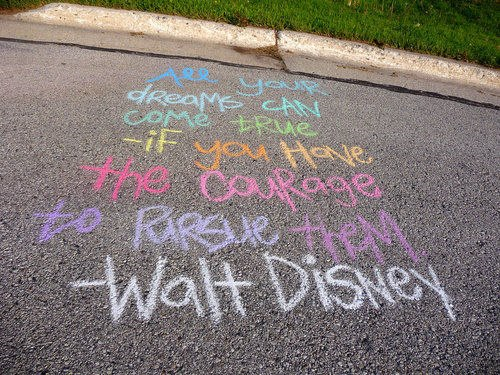 All your
dreams CAN
come true
-iF you Have
the Courage
to PURSUE tHEM.
-Walt Disney